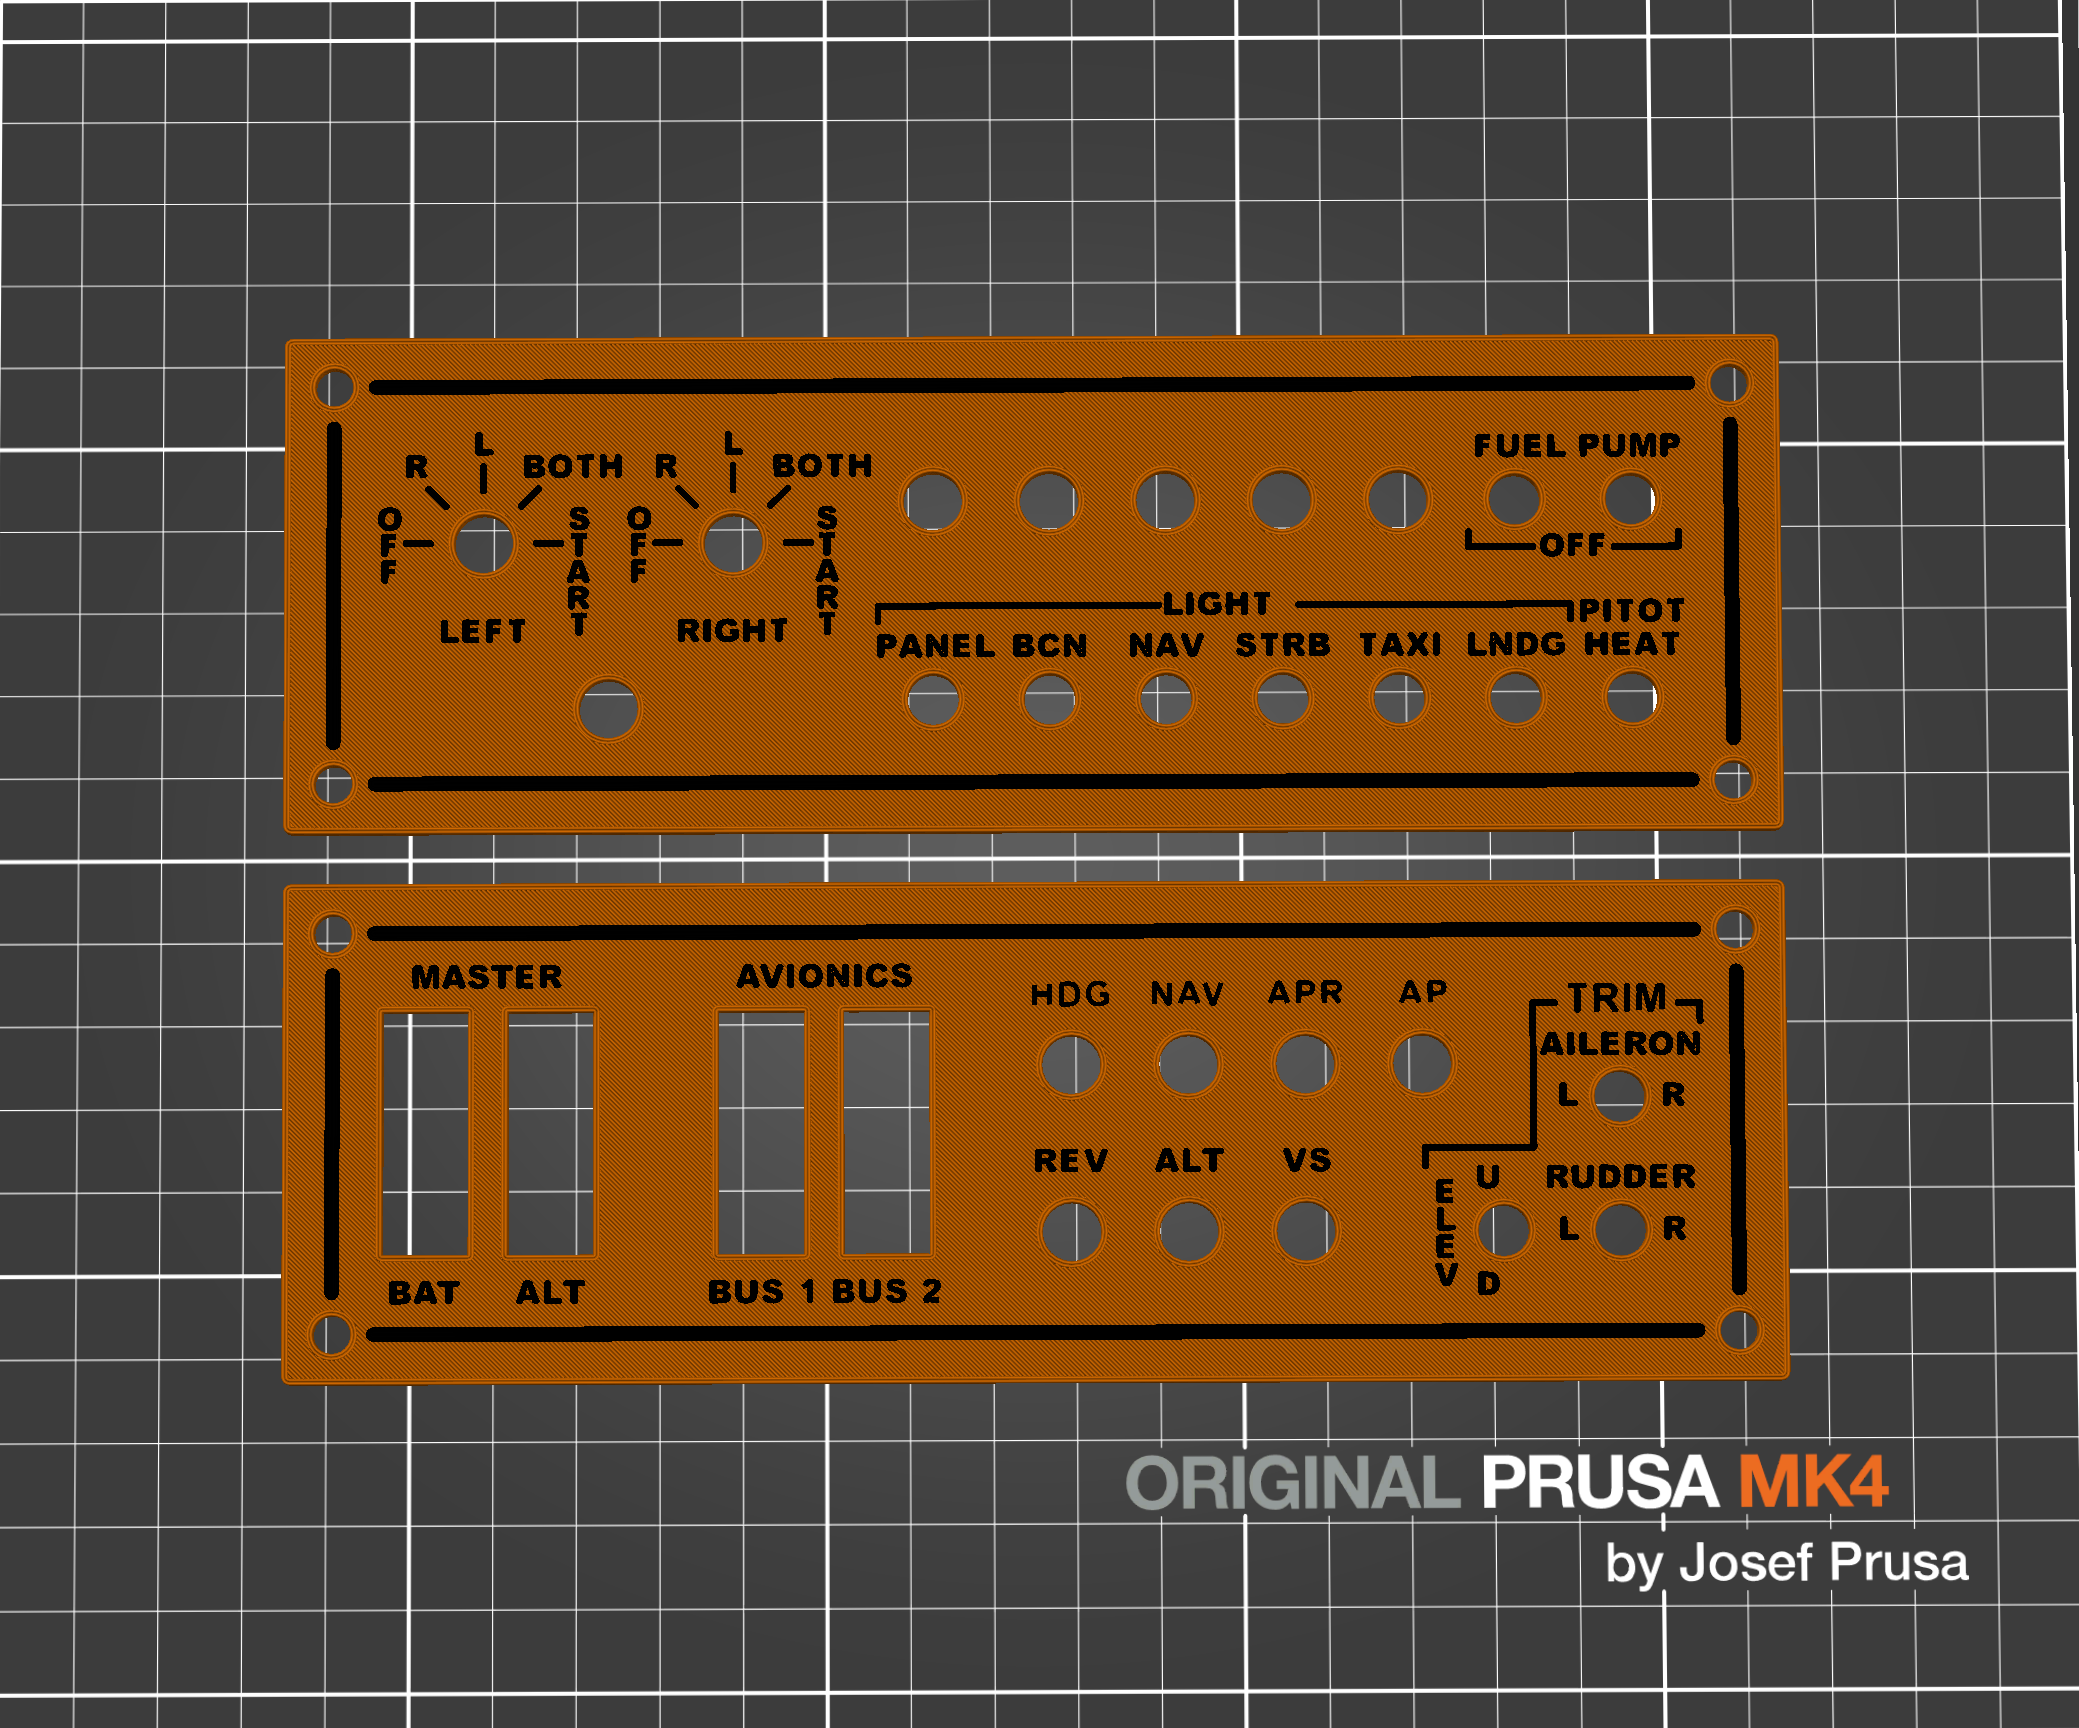 FUEL PUMP
L L
R BOTH R BOTH
OFF START OFF START
OFF
LIGHT PITOT
LEFT RIGHT
PANEL BCN NAV STRB TAXI LNDG HEAT
MASTER AVIONICS
HDG NAV APR AP TRIM
AILERON
L R
REV ALT VS
ELEV U RUDDER
L R
D
BAT ALT BUS 1 BUS 2
ORIGINAL PRUSA MK4
by Josef Prusa